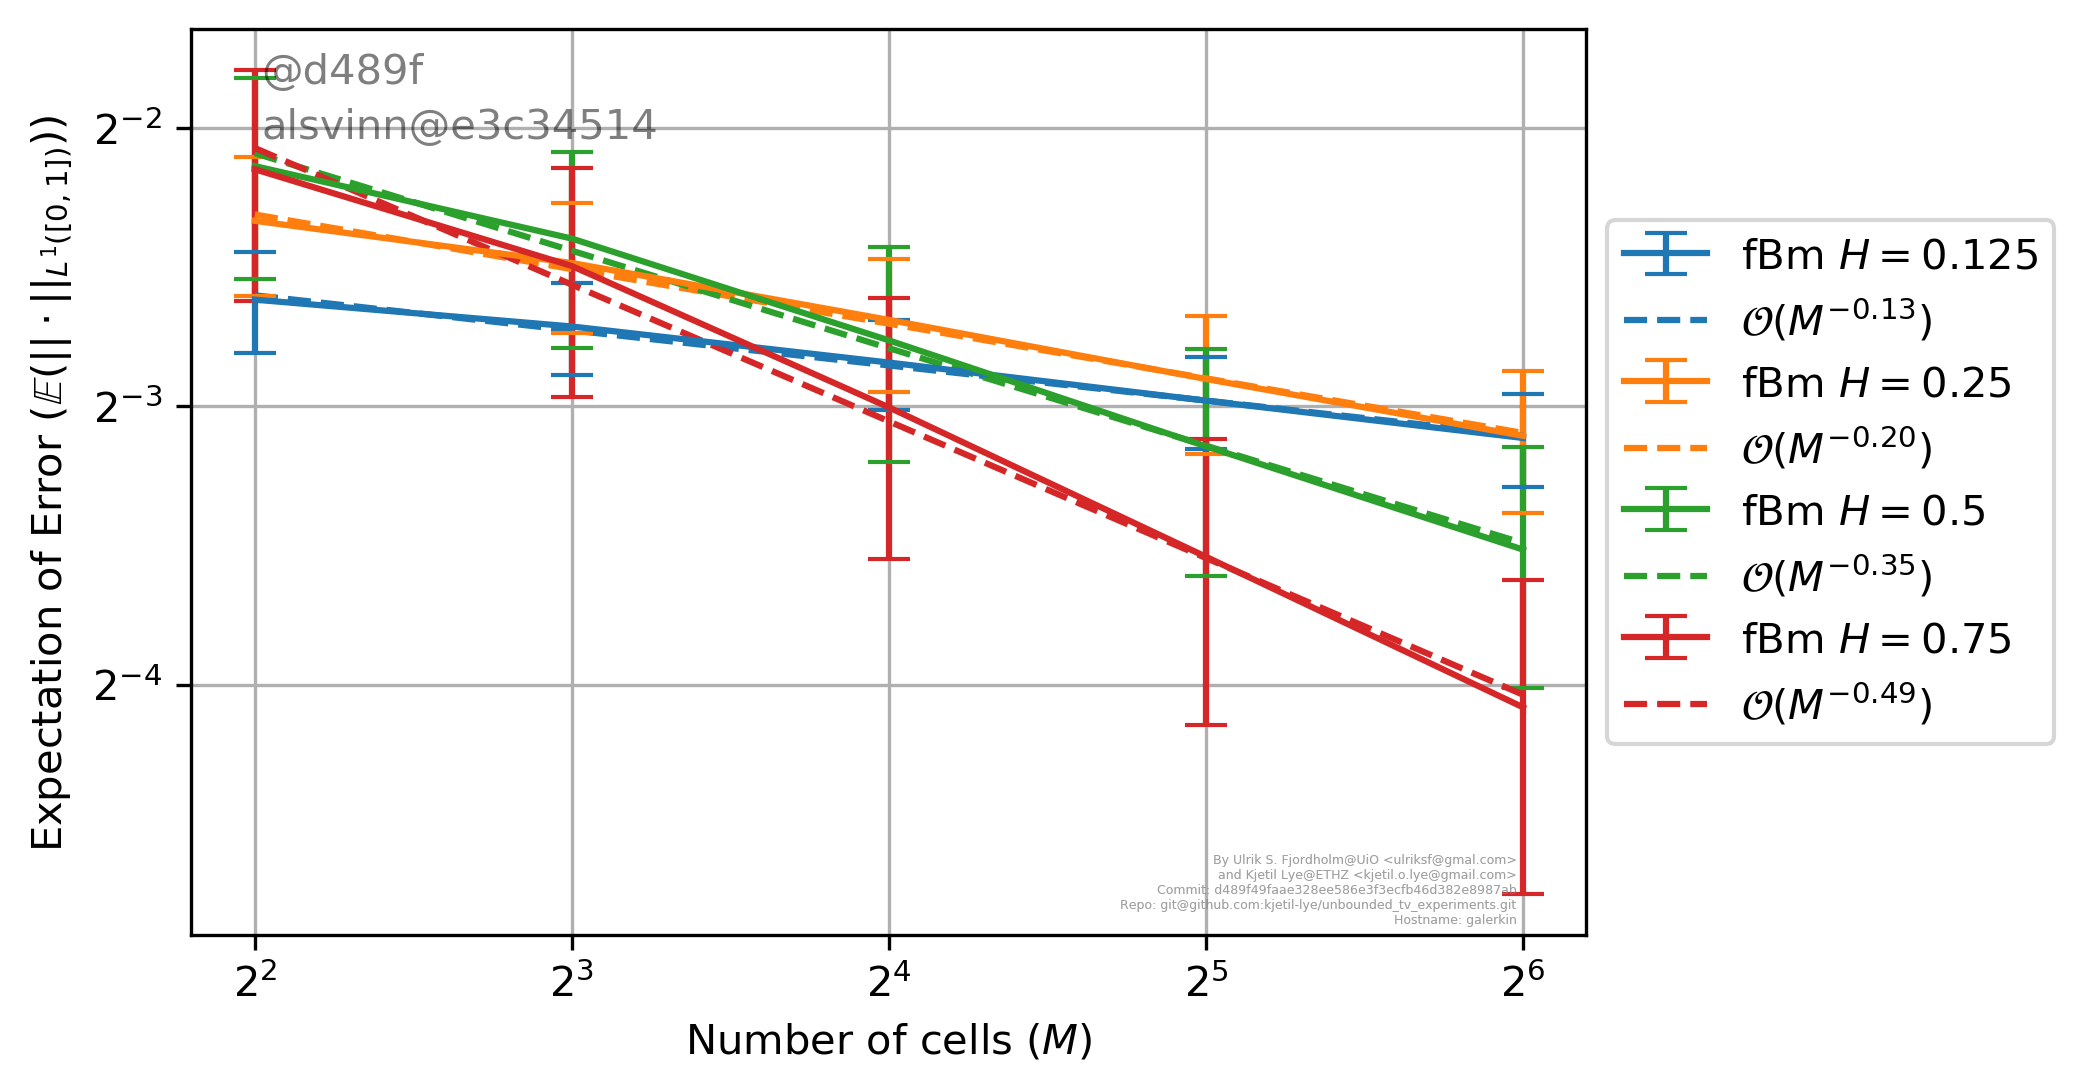 @d489f
alsvinn@e3c34514
2^{-2}
2^{-3}
2^{-4}
Expectation of Error (𝔼(|| · ||_{L^1([0,1])}))
2^2
2^3
2^4
2^5
2^6
Number of cells (M)
fBm H = 0.125
𝒪(M^{-0.13})
fBm H = 0.25
𝒪(M^{-0.20})
fBm H = 0.5
𝒪(M^{-0.35})
fBm H = 0.75
𝒪(M^{-0.49})
By Ulrik S. Fjordholm@UiO <ulriksf@gmal.com>
and Kjetil Lye@ETHZ <kjetil.o.lye@gmail.com>
Commit: d489f49faae328ee586e3f3ecfb46d382e8987ab
Repo: git@github.com:kjetil-lye/unbounded_tv_experiments.git
Hostname: galerkin